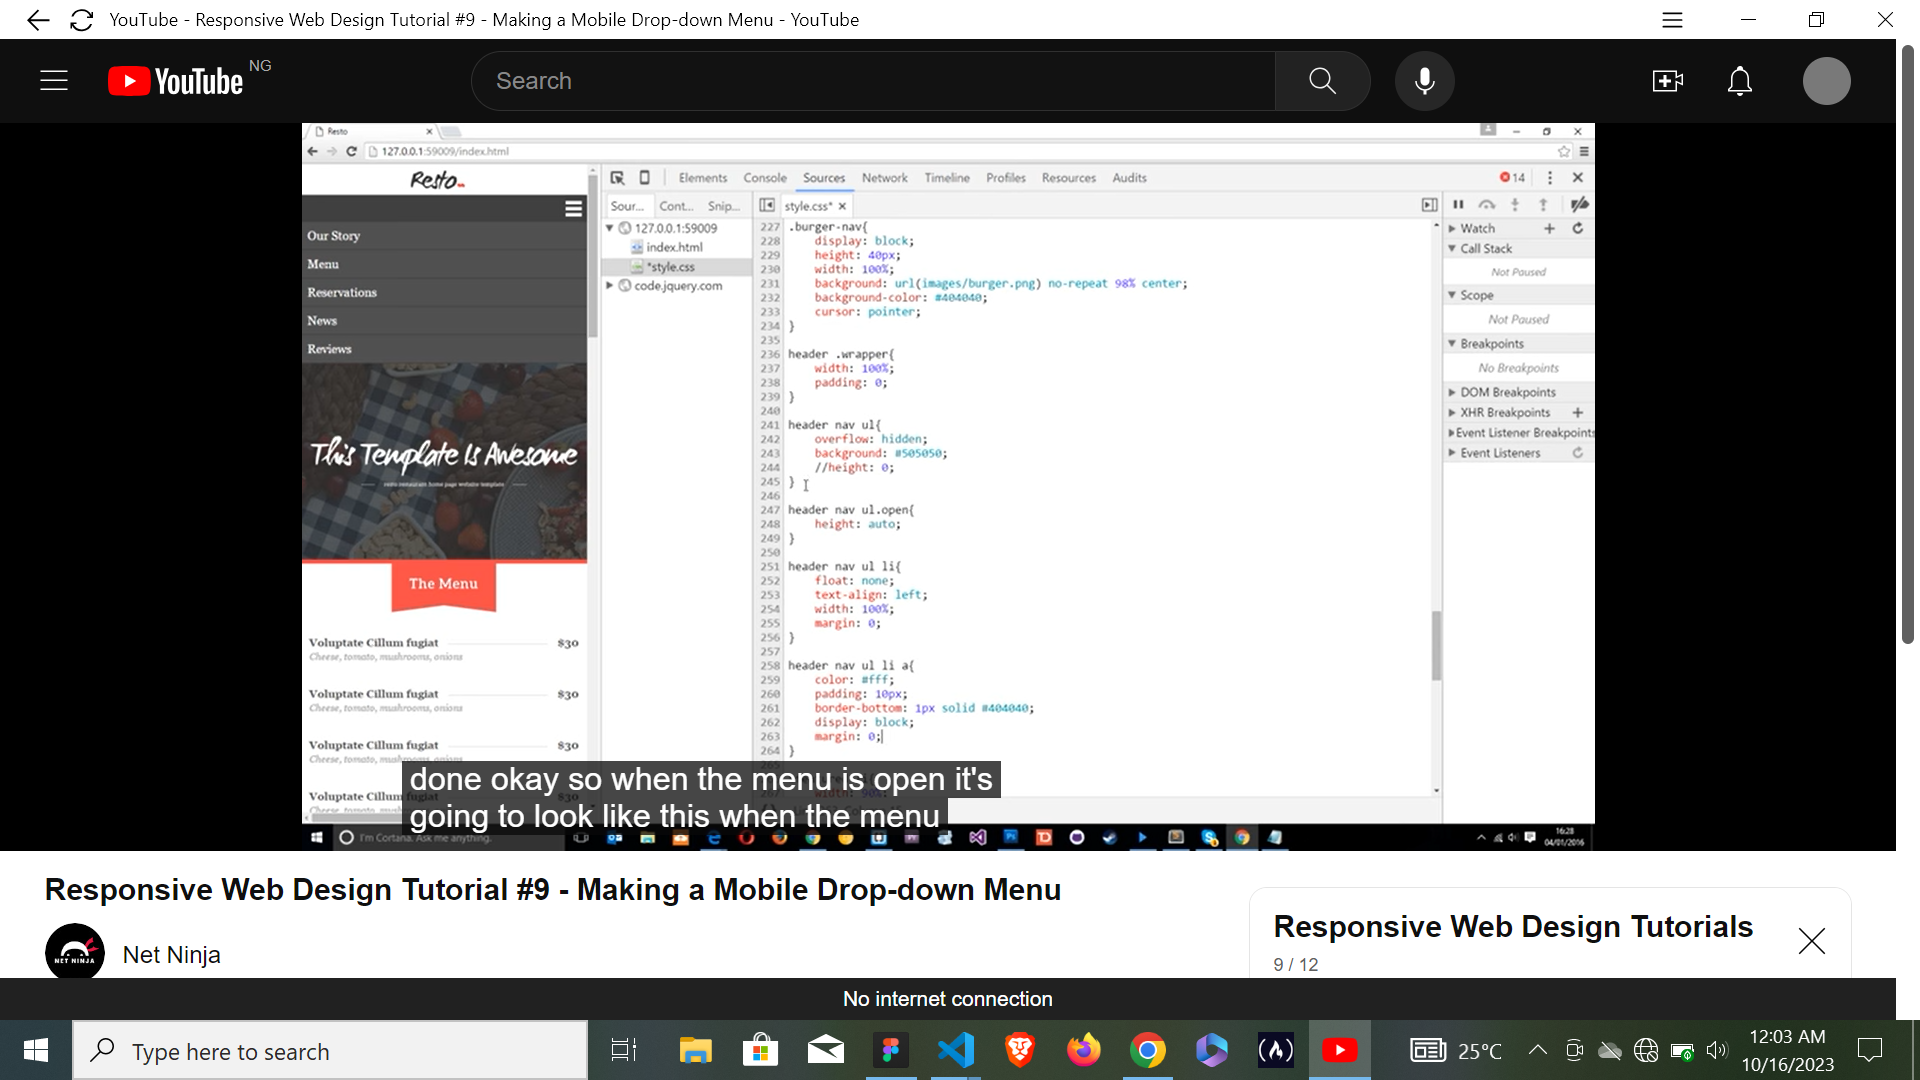 YouTube - Responsive Web Design Tutorial #9 - Making a Mobile Drop-down Menu - YouTube
YouTube NG
Search
Resto
127.0.0.1:59009/index.html
Resto
Our Story
Menu
Reservations
News
Reviews
This Template Is Awesome
resto restaurant home page website template
The Menu
Voluptate Cillum fugiat $30
Cheese, tomato, mushrooms, onions
Voluptate Cillum fugiat $30
Cheese, tomato, mushrooms, onions
Voluptate Cillum fugiat $30
Cheese, tomato, mushrooms, onions
Voluptate Cillum
Elements Console Sources Network Timeline Profiles Resources Audits
14
Sour... Cont... Snip...
127.0.0.1:59009
index.html
*style.css
code.jquery.com
style.css*
227 .burger-nav{
228 display: block;
229 height: 40px;
230 width: 100%;
231 background: url(images/burger.png) no-repeat 98% center;
232 background-color: #404040;
233 cursor: pointer;
234 }
235
236 header .wrapper{
237 width: 100%;
238 padding: 0;
239 }
240
241 header nav ul{
242 overflow: hidden;
243 background: #505050;
244 //height: 0;
245 }
246
247 header nav ul.open{
248 height: auto;
249 }
250
251 header nav ul li{
252 float: none;
253 text-align: left;
254 width: 100%;
255 margin: 0;
256 }
257
258 header nav ul li a{
259 color: #fff;
260 padding: 10px;
261 border-bottom: 1px solid #404040;
262 display: block;
263 margin: 0;
264 }
Watch
Call Stack
Not Paused
Scope
Not Paused
Breakpoints
No Breakpoints
DOM Breakpoints
XHR Breakpoints
Event Listener Breakpoints
Event Listeners
done okay so when the menu is open it's
going to look like this when the menu
I'm Cortana. Ask me anything.
16:28
04/01/2016
Responsive Web Design Tutorial #9 - Making a Mobile Drop-down Menu
NET NINJA
Net Ninja
Responsive Web Design Tutorials
9 / 12
No internet connection
Type here to search
25°C
12:03 AM
10/16/2023